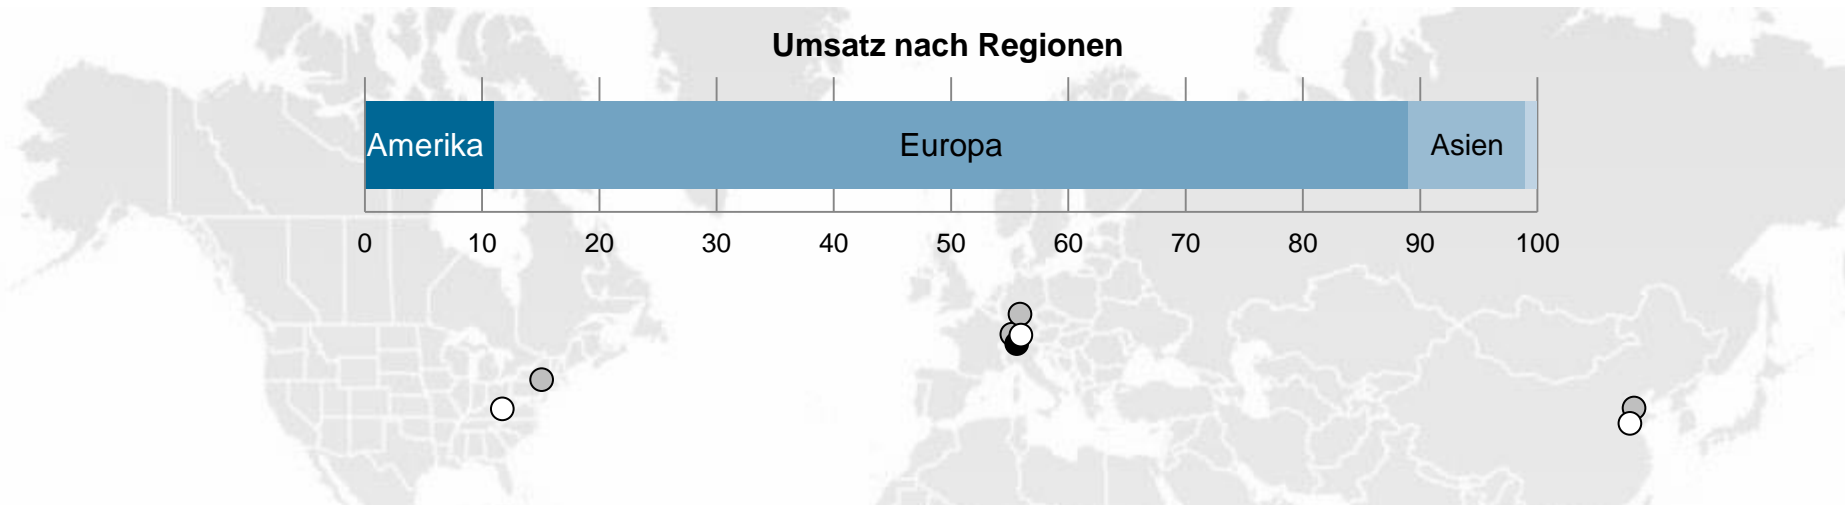 Umsatz nach Regionen
Amerika Europa Asien
0 10 20 30 40 50 60 70 80 90 100